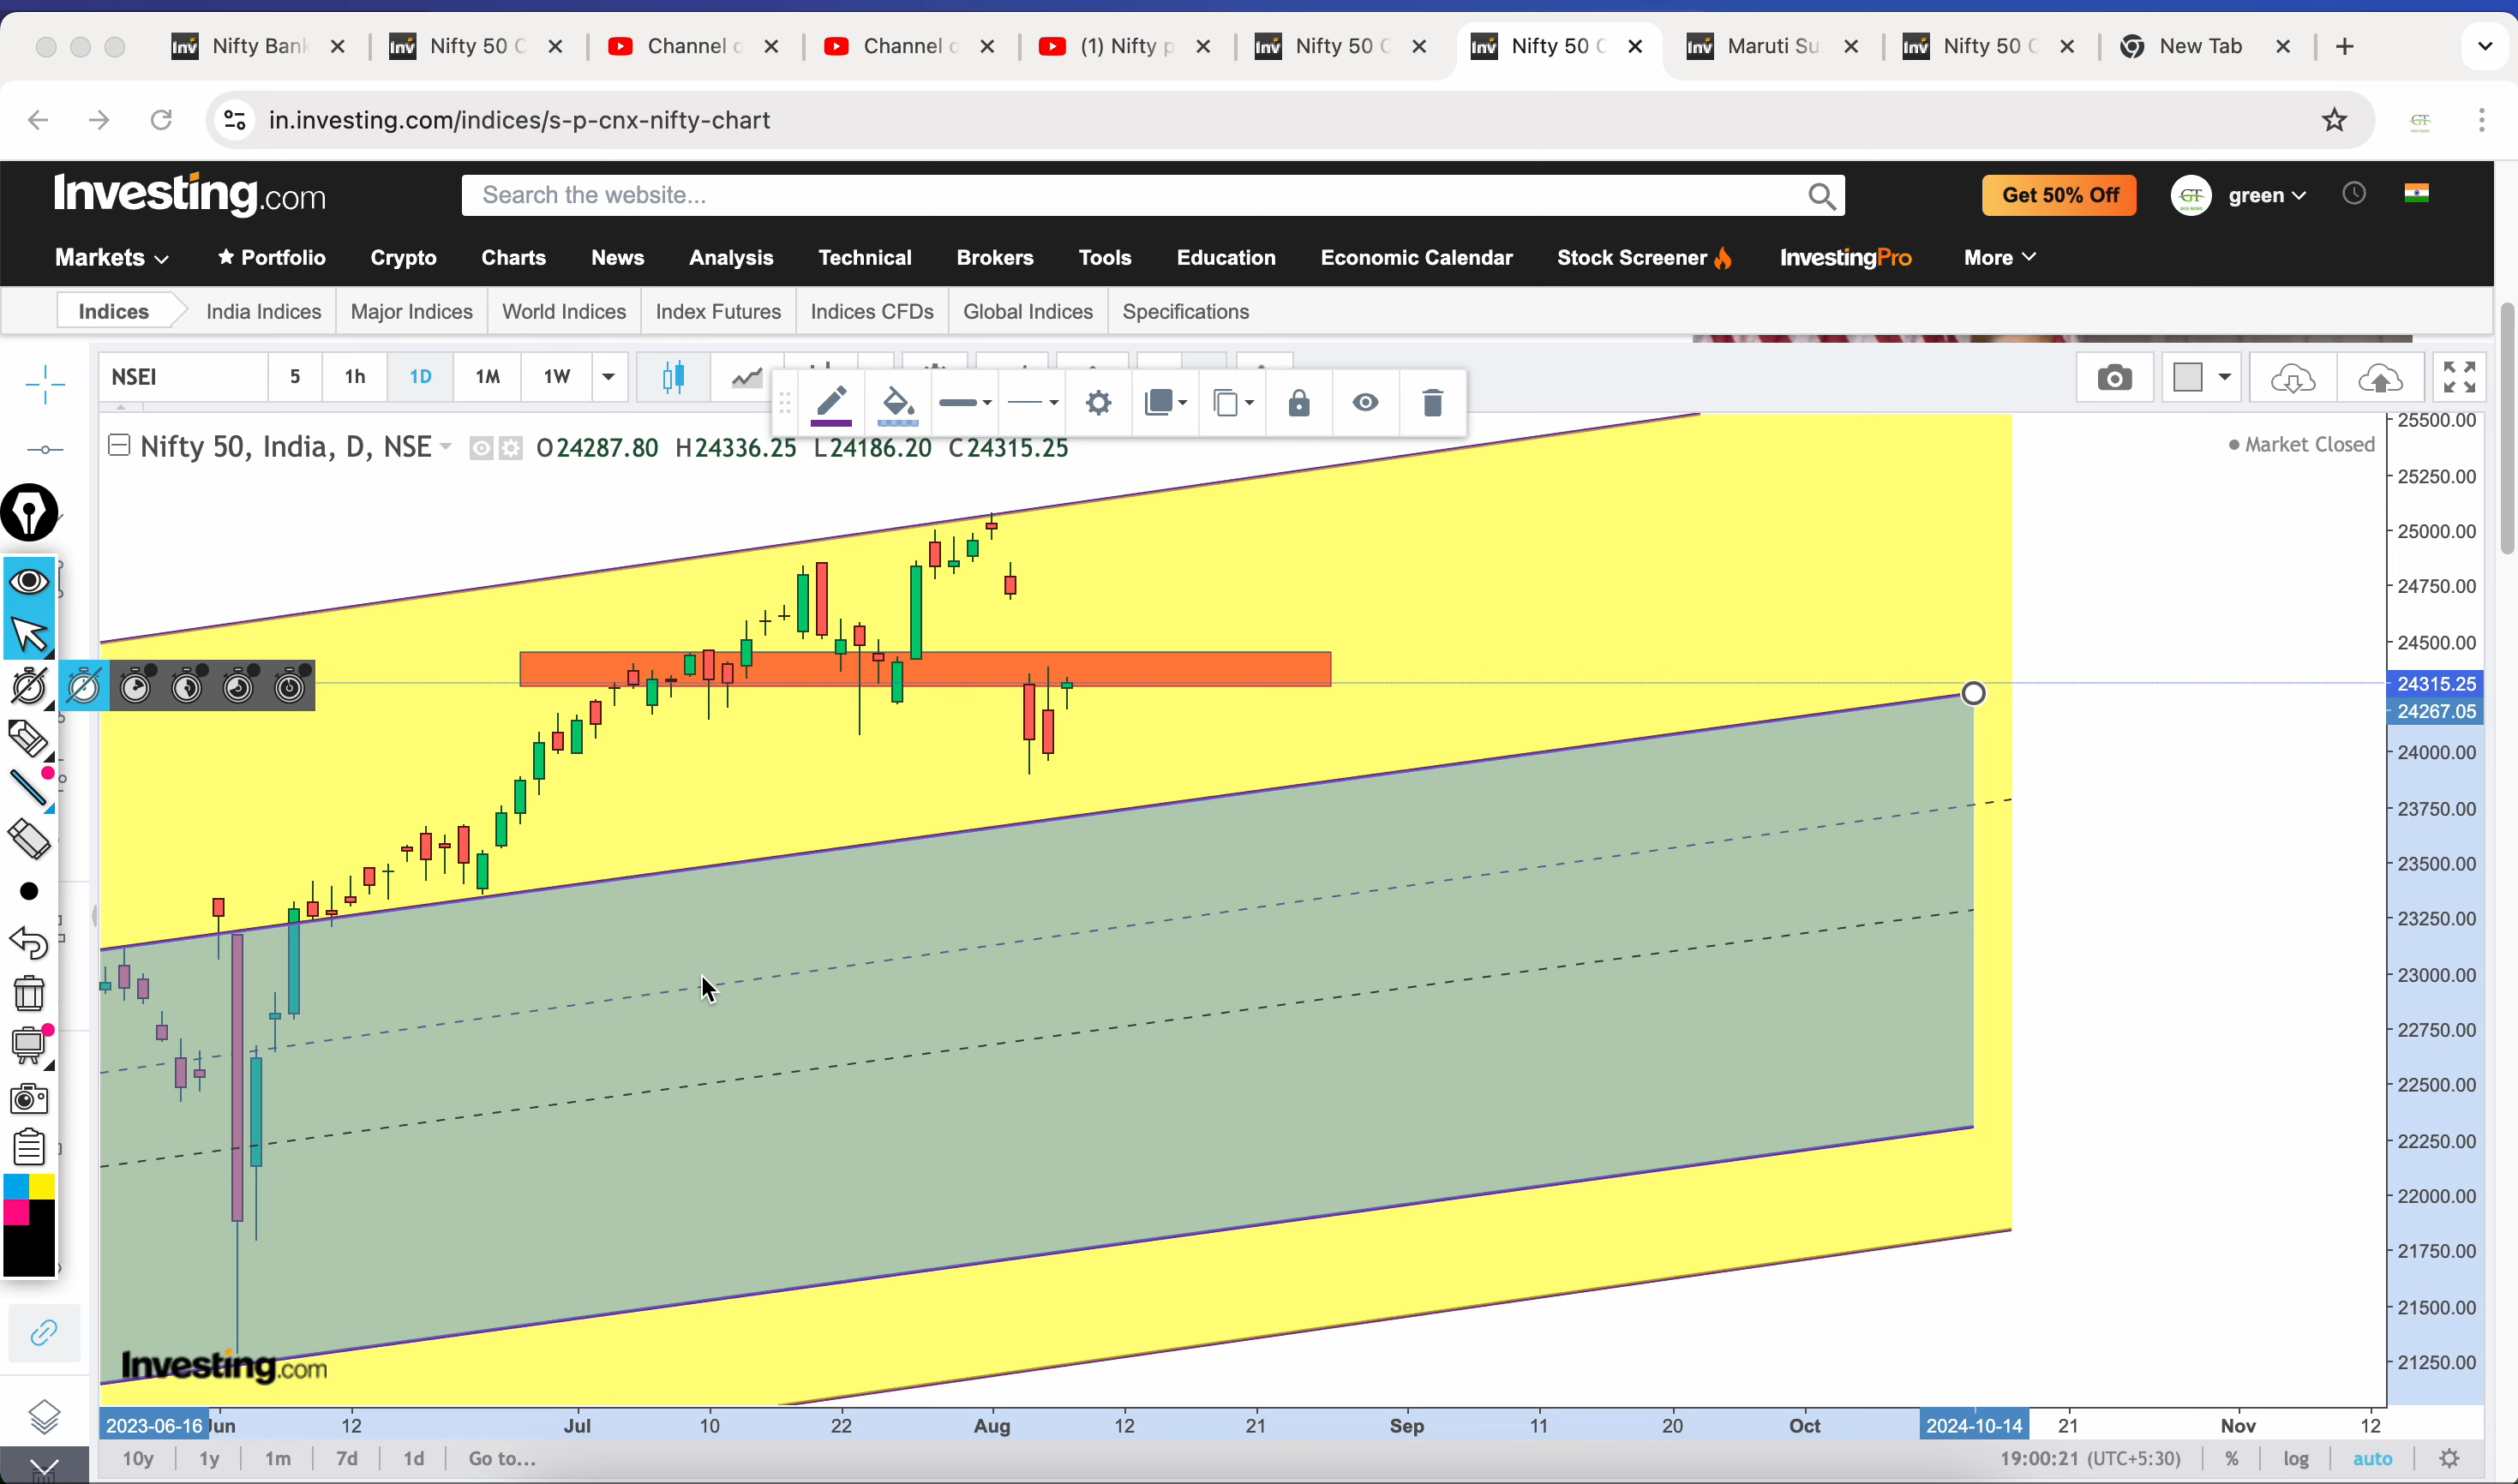 Nifty Bank
Nifty 50 C
Channel
Channel
(1) Nifty p
Nifty 50 C
Nifty 50 C
Maruti Su
Nifty 50 C
New Tab
in.investing.com/indices/s-p-cnx-nifty-chart
GT
Investing.com
Search the website...
Get 50% Off
GT
green
Markets
Portfolio
Crypto
Charts
News
Analysis
Technical
Brokers
Tools
Education
Economic Calendar
Stock Screener
InvestingPro
More
Indices
India Indices
Major Indices
World Indices
Index Futures
Indices CFDs
Global Indices
Specifications
NSEI
5
1h
1D
1M
1W
Nifty 50, India, D, NSE
O24287.80 H24336.25 L24186.20 C24315.25
Market Closed
25500.00
25250.00
25000.00
24750.00
24500.00
24315.25
24267.05
24000.00
23750.00
23500.00
23250.00
23000.00
22750.00
22500.00
22250.00
22000.00
21750.00
21500.00
21250.00
Investing.com
2023-06-16
Jun
12
Jul
10
22
Aug
12
21
Sep
11
20
Oct
2024-10-14
21
Nov
12
10y
1y
1m
7d
1d
Go to...
19:00:21 (UTC+5:30)
%
log
auto